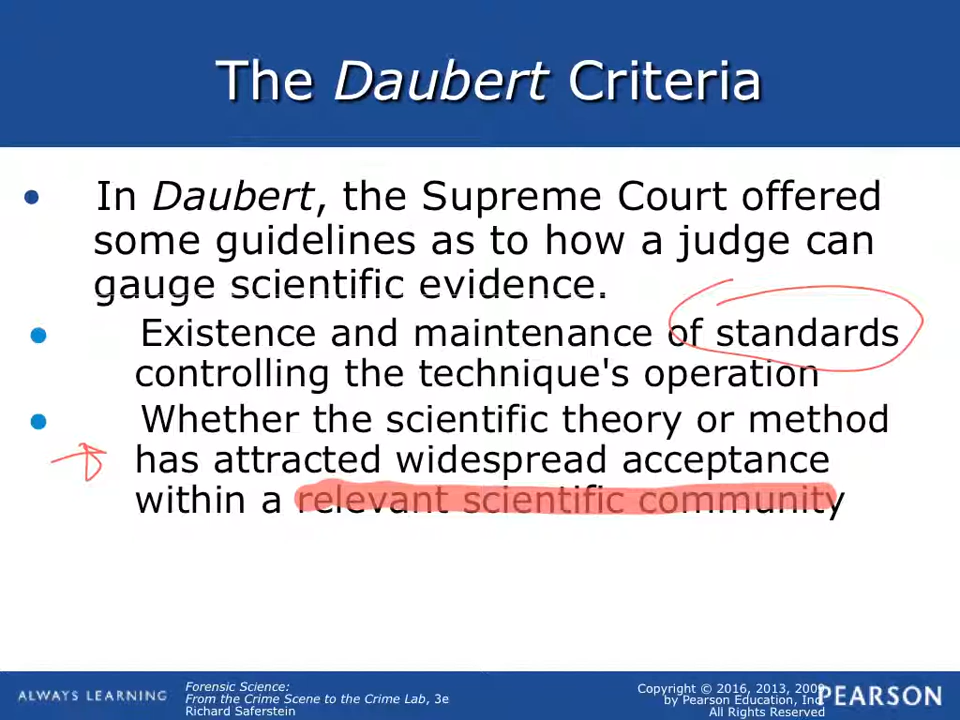 The Daubert Criteria
• In Daubert, the Supreme Court offered
some guidelines as to how a judge can
gauge scientific evidence.
• Existence and maintenance of standards
controlling the technique's operation
• Whether the scientific theory or method
has attracted widespread acceptance
within a relevant scientific community
ALWAYS LEARNING
Forensic Science:
From the Crime Scene to the Crime Lab, 3e
Richard Saferstein
Copyright © 2016, 2013, 2009
by Pearson Education, Inc.
All Rights Reserved
PEARSON